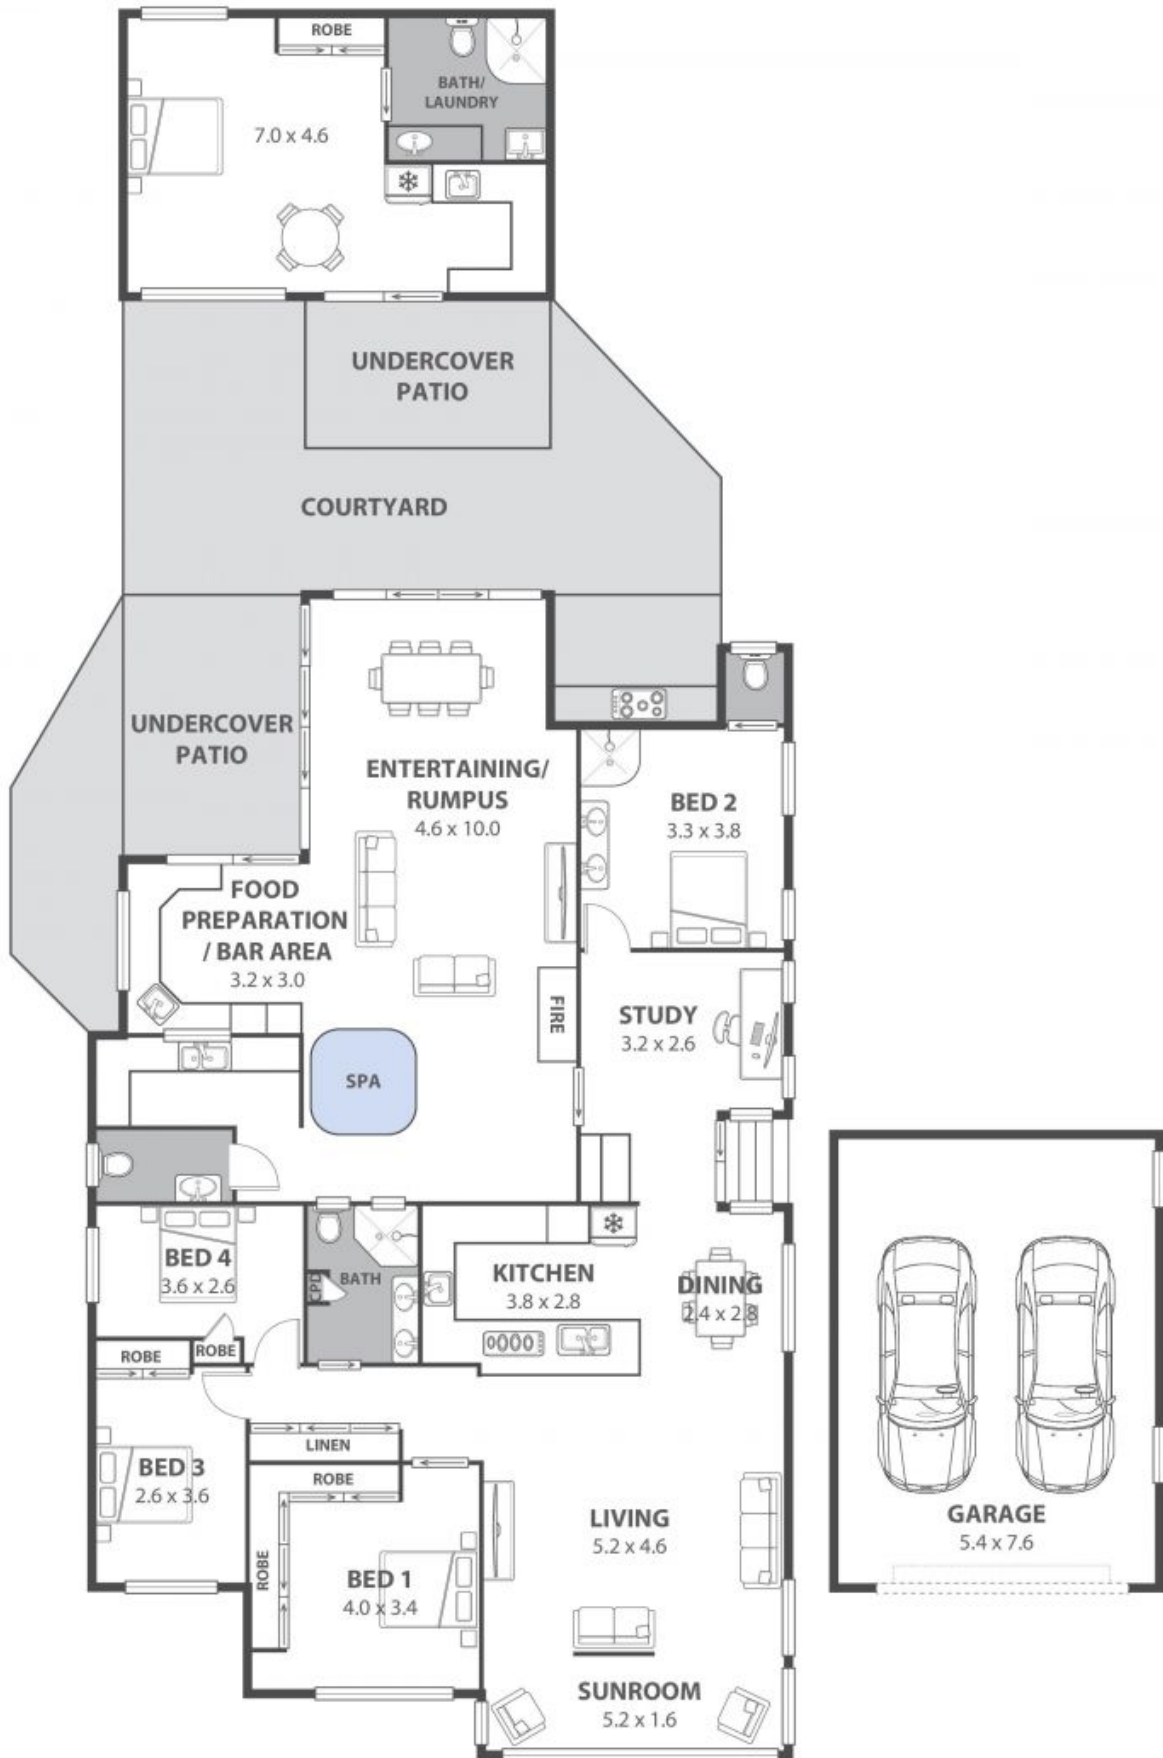 ROBE
BATH/
LAUNDRY
7.0 x 4.6
UNDERCOVER
PATIO
COURTYARD
UNDERCOVER
PATIO
ENTERTAINING/
RUMPUS
4.6 x 10.0
BED 2
3.3 x 3.8
FOOD
PREPARATION
/ BAR AREA
3.2 x 3.0
FIRE
STUDY
3.2 x 2.6
SPA
BED 4
3.6 x 2.6
CPD
BATH
KITCHEN
3.8 x 2.8
DINING
2.4 x 2.8
ROBE
ROBE
LINEN
BED 3
2.6 x 3.6
ROBE
ROBE
BED 1
4.0 x 3.4
LIVING
5.2 x 4.6
GARAGE
5.4 x 7.6
SUNROOM
5.2 x 1.6